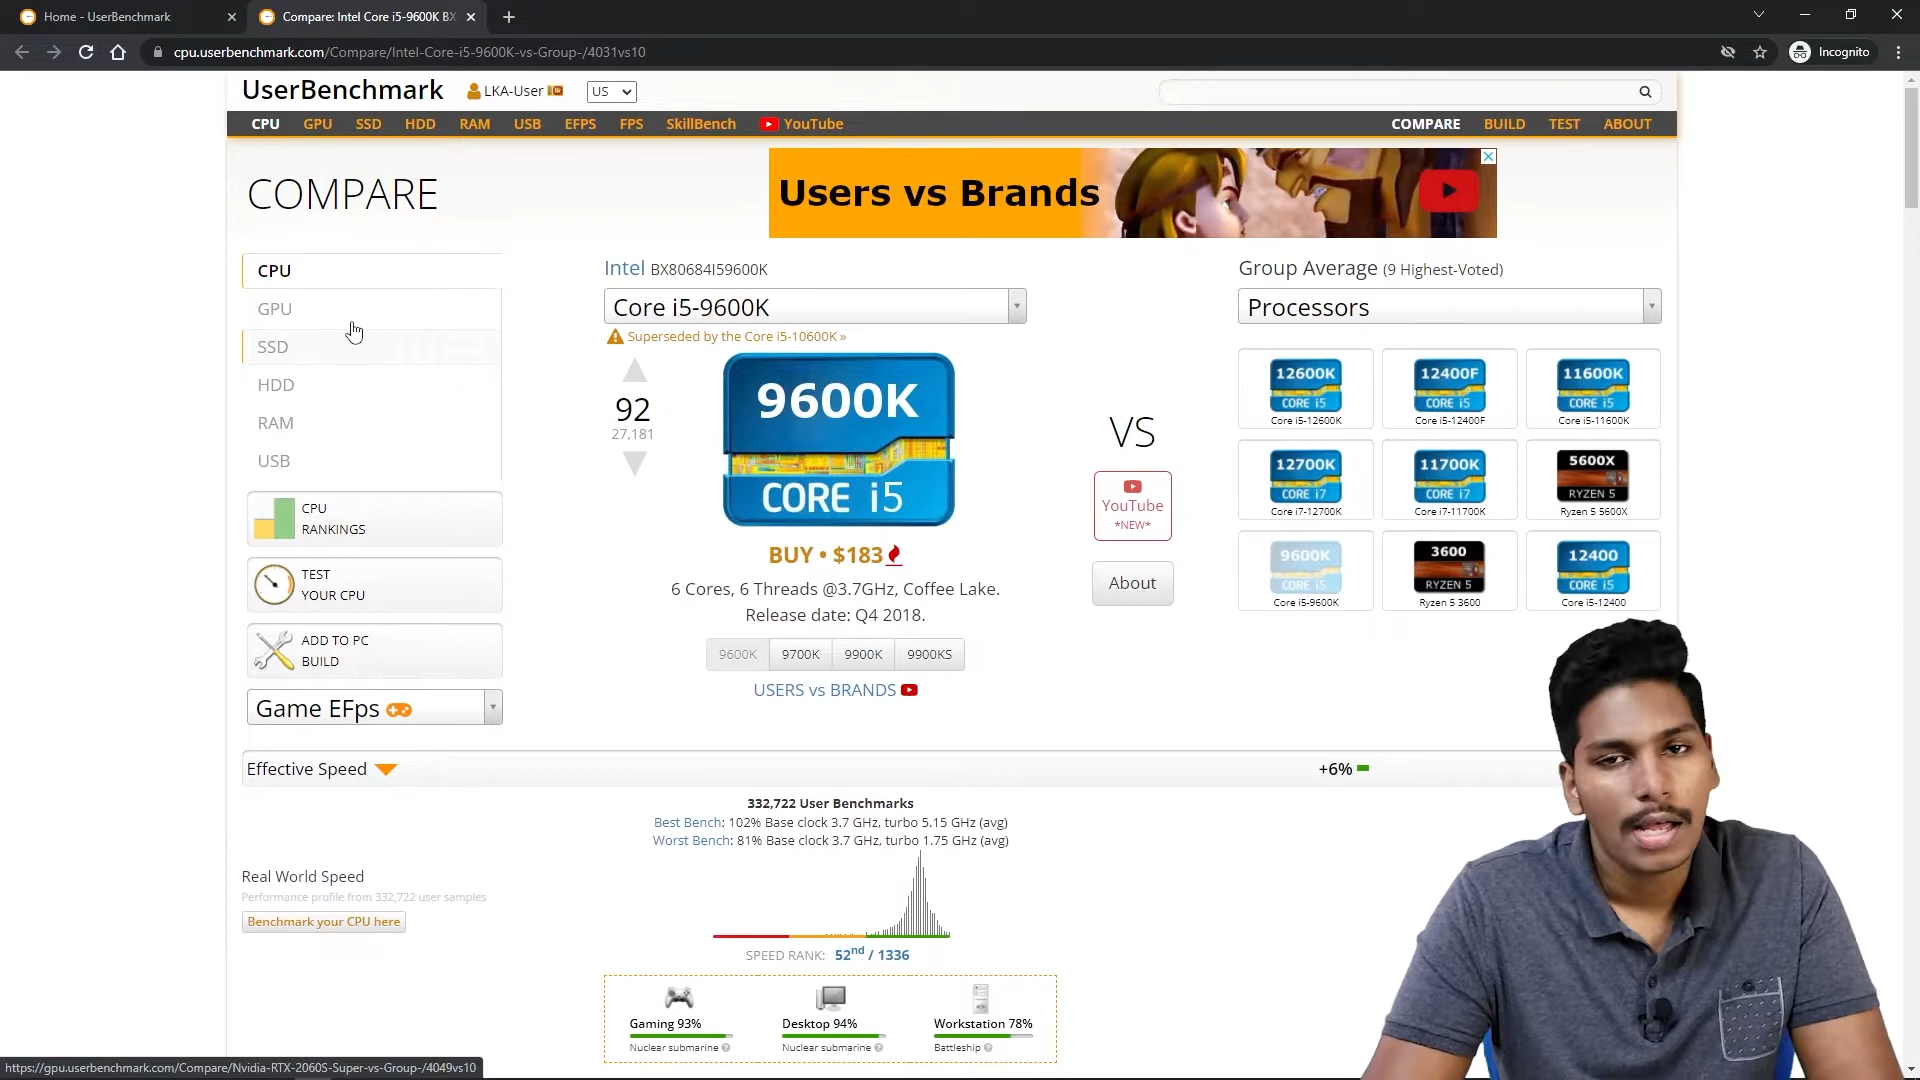 Home - UserBenchmark
Compare: Intel Core i5-9600K BX
cpu.userbenchmark.com/Compare/Intel-Core-i5-9600K-vs-Group-/4031vs10
Incognito
UserBenchmark
LKA-User
US
CPU GPU SSD HDD RAM USB EFPS FPS SkillBench YouTube
COMPARE BUILD TEST ABOUT
COMPARE
Users vs Brands
CPU
GPU
SSD
HDD
RAM
USB
CPU
RANKINGS
TEST
YOUR CPU
ADD TO PC
BUILD
Game EFps
Intel BX80684I59600K
Core i5-9600K
Superseded by the Core i5-10600K »
92
27,181
9600K
CORE i5
BUY • $183
6 Cores, 6 Threads @3.7GHz, Coffee Lake.
Release date: Q4 2018.
9600K 9700K 9900K 9900KS
USERS vs BRANDS
VS
YouTube
*NEW*
About
Group Average (9 Highest-Voted)
Processors
12600K
CORE i5
Core i5-12600K
12400F
CORE i5
Core i5-12400F
11600K
CORE i5
Core i5-11600K
12700K
CORE i7
Core i7-12700K
11700K
CORE i7
Core i7-11700K
5600X
RYZEN 5
Ryzen 5 5600X
9600K
CORE i5
Core i5-9600K
3600
RYZEN 5
Ryzen 5 3600
12400
CORE i5
Core i5-12400
Effective Speed
+6%
332,722 User Benchmarks
Best Bench: 102% Base clock 3.7 GHz, turbo 5.15 GHz (avg)
Worst Bench: 81% Base clock 3.7 GHz, turbo 1.75 GHz (avg)
Real World Speed
Performance profile from 332,722 user samples
Benchmark your CPU here
SPEED RANK: 52nd / 1336
Gaming 93%
Nuclear submarine
Desktop 94%
Nuclear submarine
Workstation 78%
Battleship
https://gpu.userbenchmark.com/Compare/Nvidia-RTX-2060S-Super-vs-Group-/4049vs10